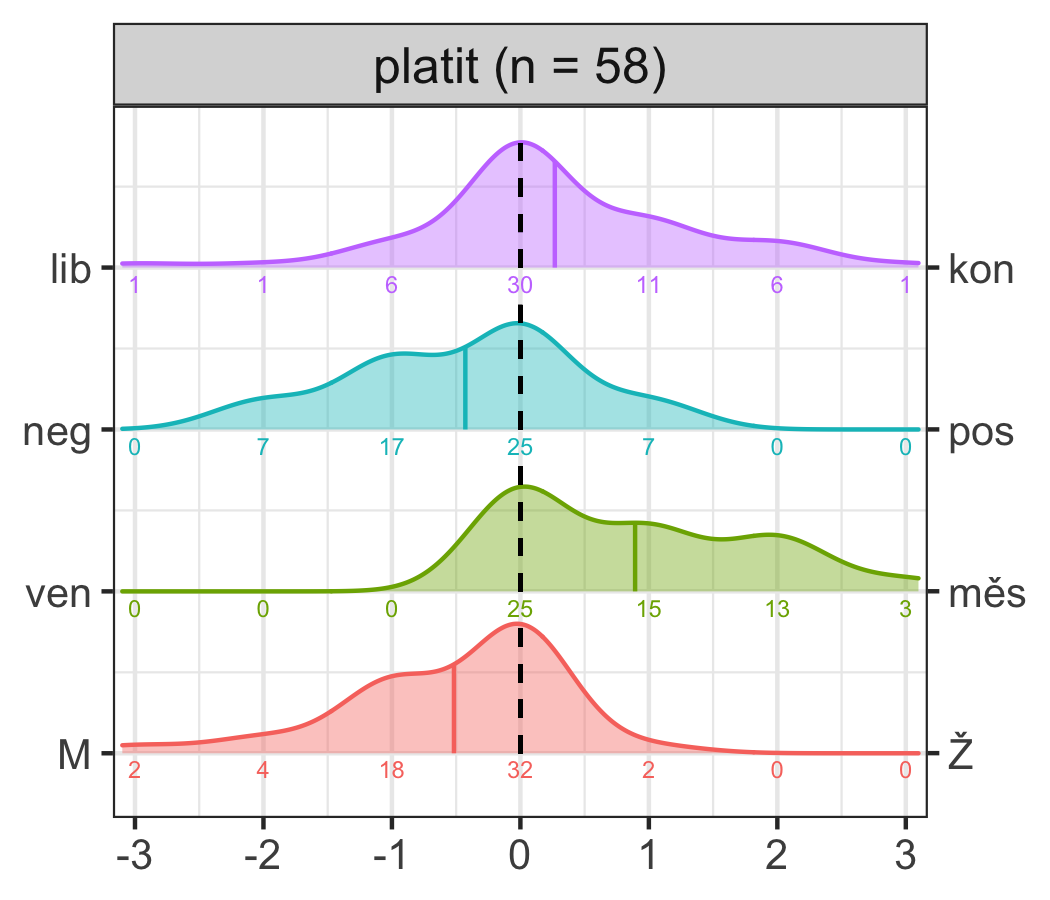 platit (n = 58)
lib kon
1 1 6 30 11 6 1
neg pos
0 7 17 25 7 0 0
ven měs
0 0 0 25 15 13 3
M Ž
2 4 18 32 2 0 0
-3 -2 -1 0 1 2 3